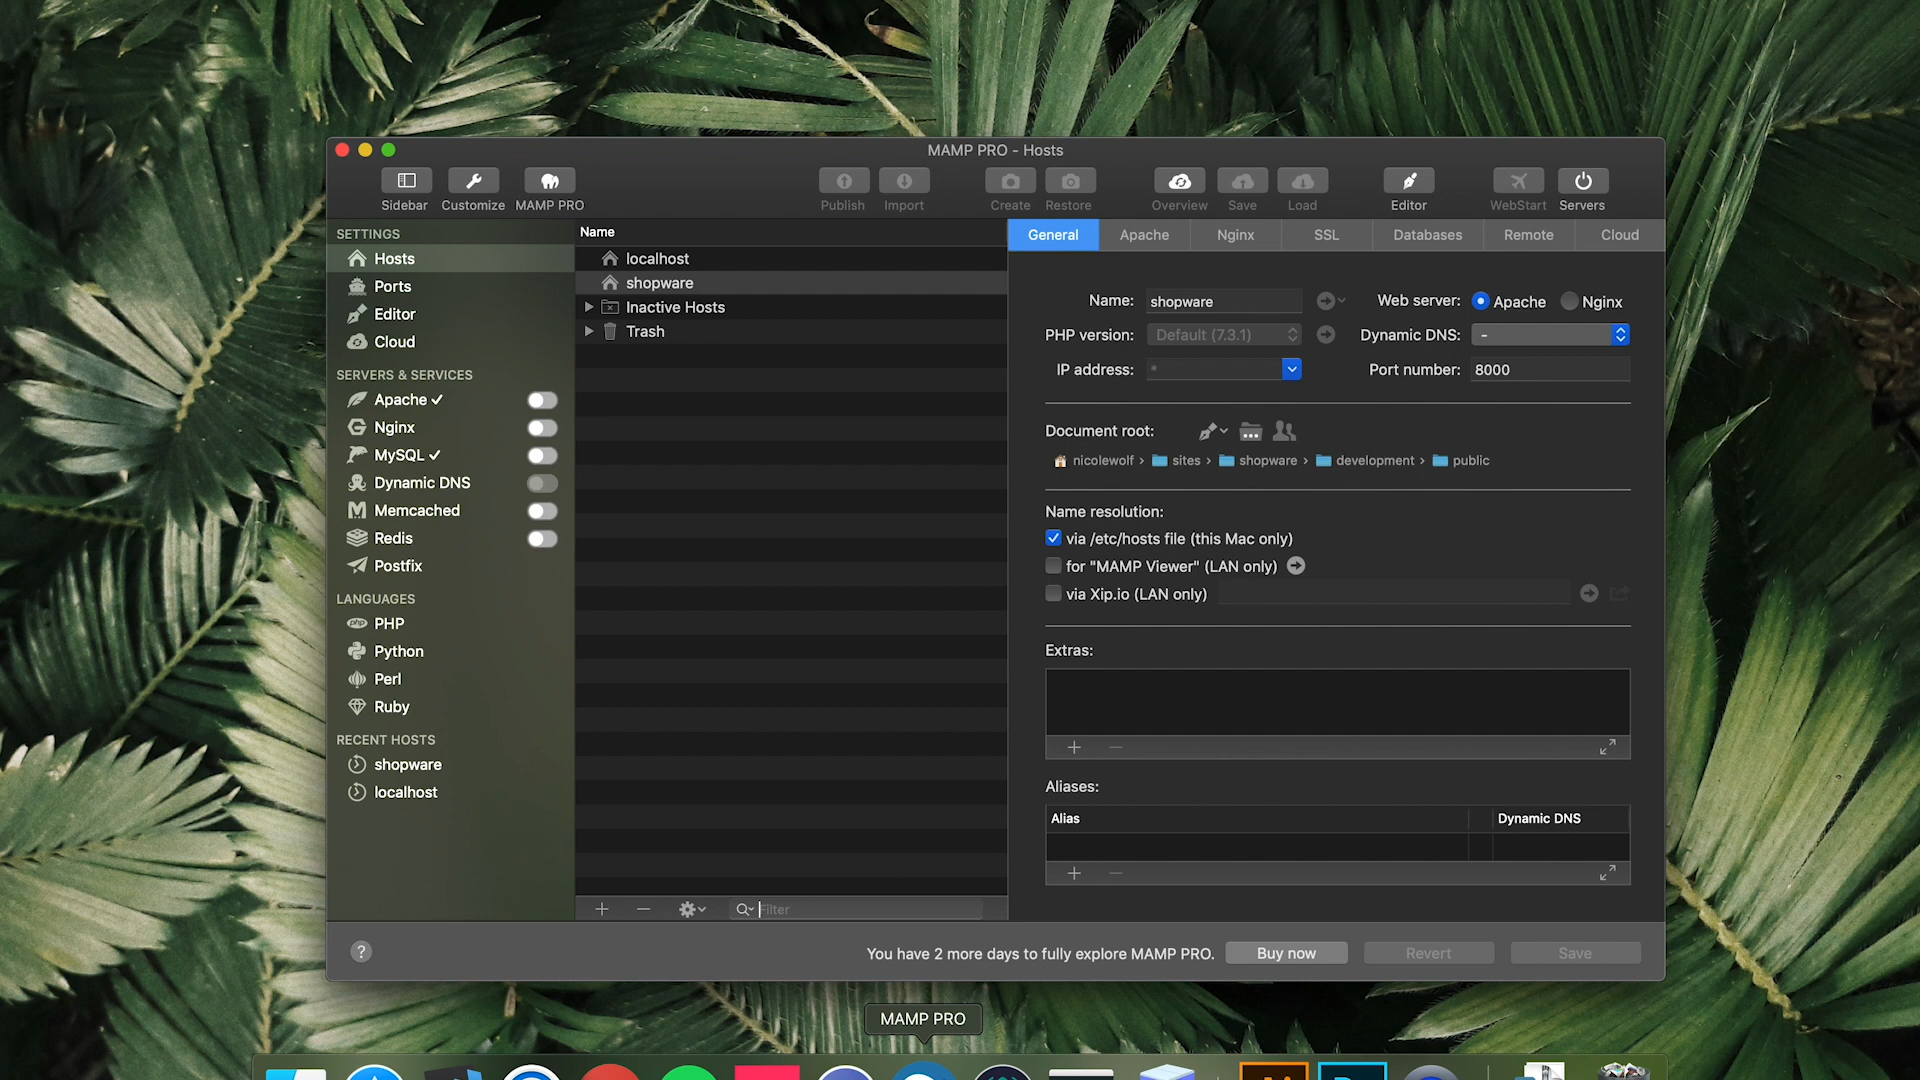 MAMP PRO - Hosts
Sidebar Customize MAMP PRO Publish Import Create Restore Overview Save Load Editor WebStart Servers
SETTINGS
Hosts
Ports
Editor
Cloud
SERVERS & SERVICES
Apache ✓
Nginx
MySQL ✓
Dynamic DNS
Memcached
Redis
Postfix
LANGUAGES
PHP
Python
Perl
Ruby
RECENT HOSTS
shopware
localhost
Name
localhost
shopware
Inactive Hosts
Trash
Filter
General Apache Nginx SSL Databases Remote Cloud
Name: shopware Web server: Apache Nginx
PHP version: Default (7.3.1) Dynamic DNS: -
IP address: * Port number: 8000
Document root:
nicolewolf › sites › shopware › development › public
Name resolution:
via /etc/hosts file (this Mac only)
for "MAMP Viewer" (LAN only)
via Xip.io (LAN only)
Extras:
Aliases:
Alias Dynamic DNS
? You have 2 more days to fully explore MAMP PRO. Buy now Revert Save
MAMP PRO